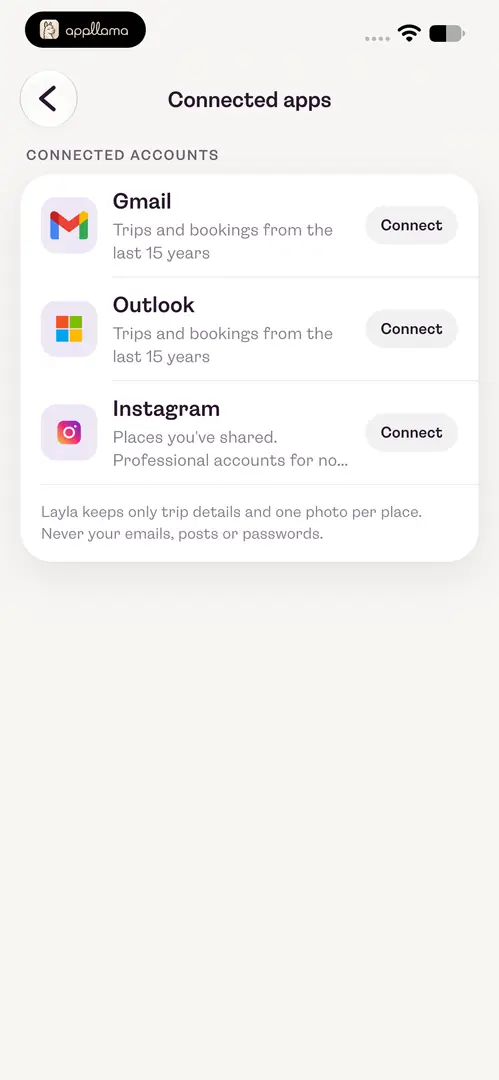 appllama
Connected apps
CONNECTED ACCOUNTS
Gmail
Trips and bookings from the
last 15 years
Connect
Outlook
Trips and bookings from the
last 15 years
Connect
Instagram
Places you've shared.
Professional accounts for no...
Connect
Layla keeps only trip details and one photo per place.
Never your emails, posts or passwords.